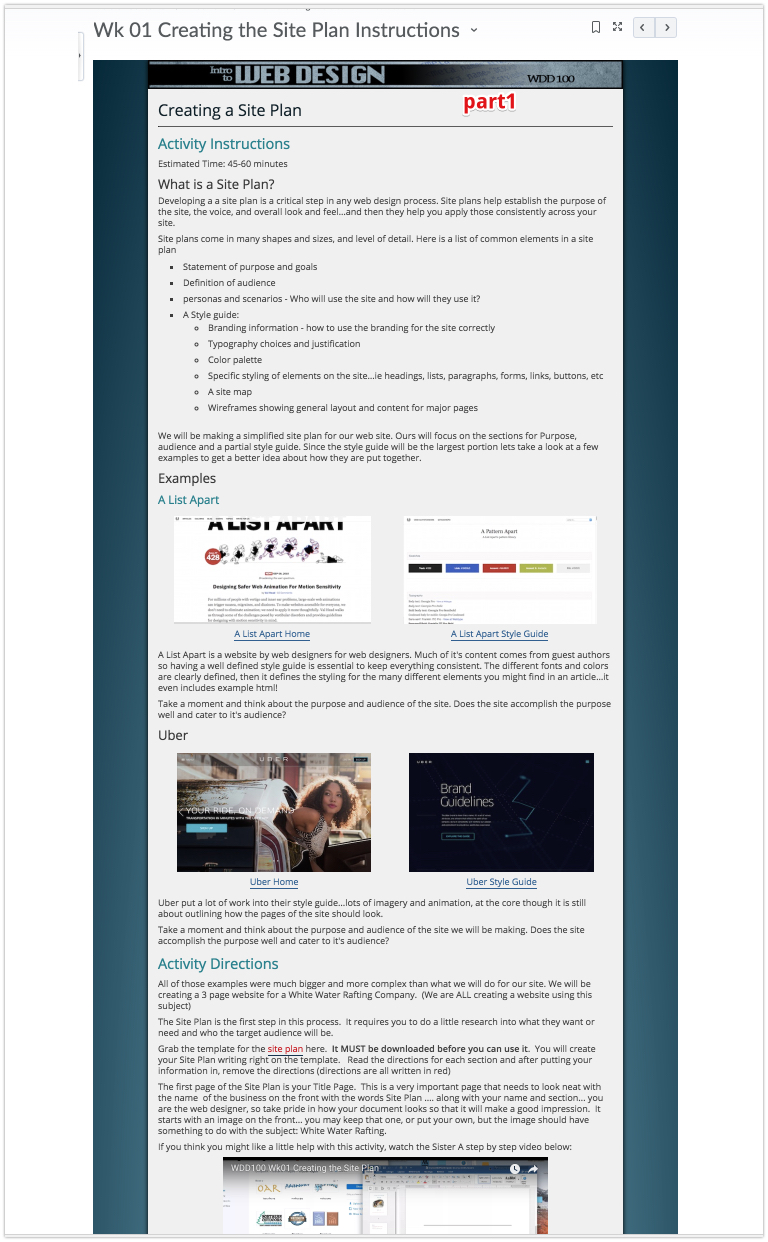 Wk 01 Creating the Site Plan Instructions
Intro to WEB DESIGN
WDD 100
part1
Creating a Site Plan
Activity Instructions
Estimated Time: 45-60 minutes
What is a Site Plan?
Developing a a site plan is a critical step in any web design process. Site plans help establish the purpose of
the site, the voice, and overall look and feel...and then they help you apply those consistently across your
site.
Site plans come in many shapes and sizes, and level of detail. Here is a list of common elements in a site
plan
Statement of purpose and goals
Definition of audience
personas and scenarios - Who will use the site and how will they use it?
A Style guide:
Branding information - how to use the branding for the site correctly
Typography choices and justification
Color palette
Specific styling of elements on the site...ie headings, lists, paragraphs, forms, links, buttons, etc
A site map
Wireframes showing general layout and content for major pages
We will be making a simplified site plan for our web site. Ours will focus on the sections for Purpose,
audience and a partial style guide. Since the style guide will be the largest portion lets take a look at a few
examples to get a better idea about how they are put together.
Examples
A List Apart
A LIST APART
428
Designing Safer Web Animation For Motion Sensitivity
A Pattern Apart
A List Apart Home
A List Apart Style Guide
A List Apart is a website by web designers for web designers. Much of it's content comes from guest authors
so having a well defined style guide is essential to keep everything consistent. The different fonts and colors
are clearly defined, then it defines the styling for the many different elements you might find in an article...it
even includes example html!
Take a moment and think about the purpose and audience of the site. Does the site accomplish the purpose
well and cater to it's audience?
Uber
UBER
YOUR RIDE, ON DEMAND
TRANSPORTATION IN MINUTES WITH THE
SIGN UP
UBER
Brand
Guidelines
Uber Home
Uber Style Guide
Uber put a lot of work into their style guide...lots of imagery and animation, at the core though it is still
about outlining how the pages of the site should look.
Take a moment and think about the purpose and audience of the site we will be making. Does the site
accomplish the purpose well and cater to it's audience?
Activity Directions
All of those examples were much bigger and more complex than what we will do for our site. We will be
creating a 3 page website for a White Water Rafting Company. (We are ALL creating a website using this
subject)
The Site Plan is the first step in this process. It requires you to do a little research into what they want or
need and who the target audience will be.
Grab the template for the site plan here. It MUST be downloaded before you can use it. You will create
your Site Plan writing right on the template. Read the directions for each section and after putting your
information in, remove the directions (directions are all written in red)
The first page of the Site Plan is your Title Page. This is a very important page that needs to look neat with
the name of the business on the front with the words Site Plan .... along with your name and section... you
are the web designer, so take pride in how your document looks so that it will make a good impression. It
starts with an image on the front... you may keep that one, or put your own, but the image should have
something to do with the subject: White Water Rafting.
If you think you might like a little help with this activity, watch the Sister A step by step video below:
WDD100 Wk01 Creating the Site Plan
OAR